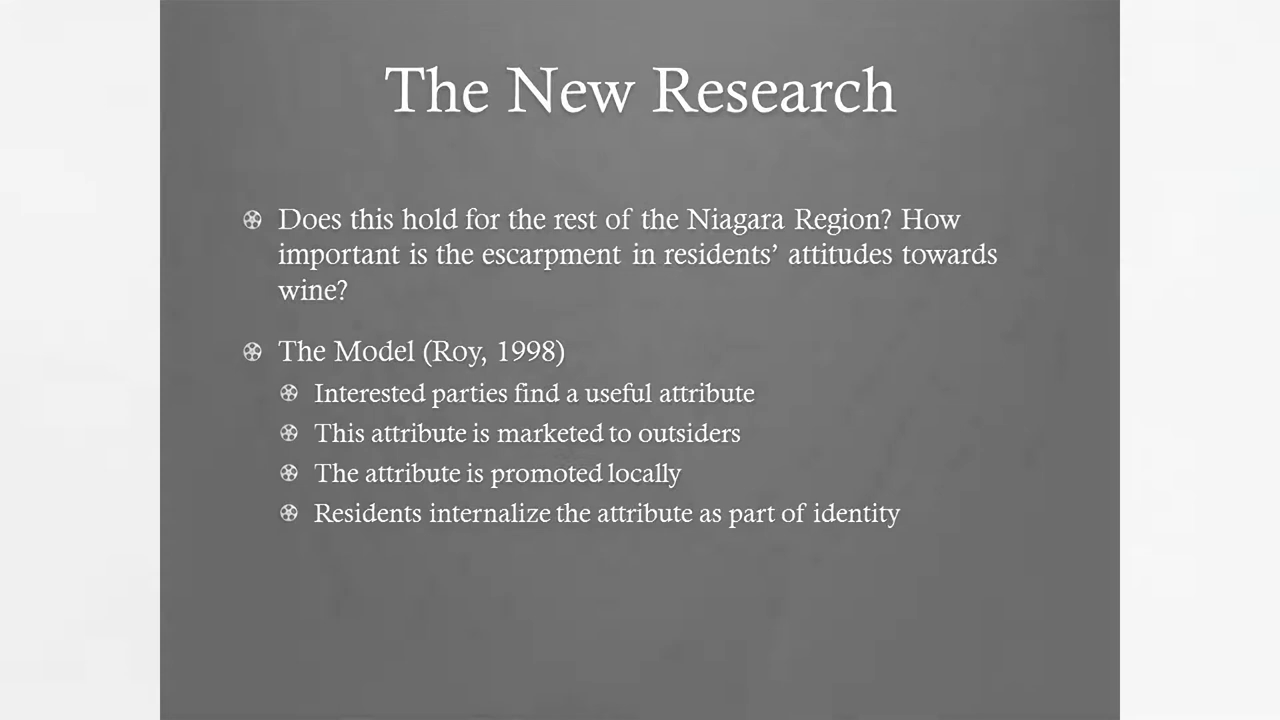 The New Research
Does this hold for the rest of the Niagara Region? How
important is the escarpment in residents’ attitudes towards
wine?
The Model (Roy, 1998)
Interested parties find a useful attribute
This attribute is marketed to outsiders
The attribute is promoted locally
Residents internalize the attribute as part of identity